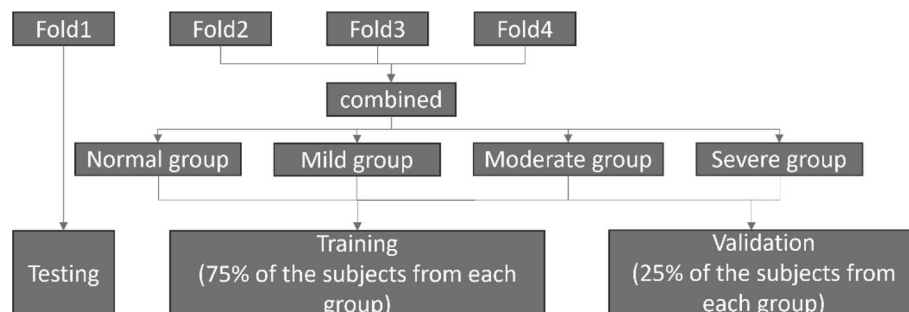 Fold1
Fold2
Fold3
Fold4
combined
Normal group
Mild group
Moderate group
Severe group
Testing
Training
(75% of the subjects from each
group)
Validation
(25% of the subjects from
each group)